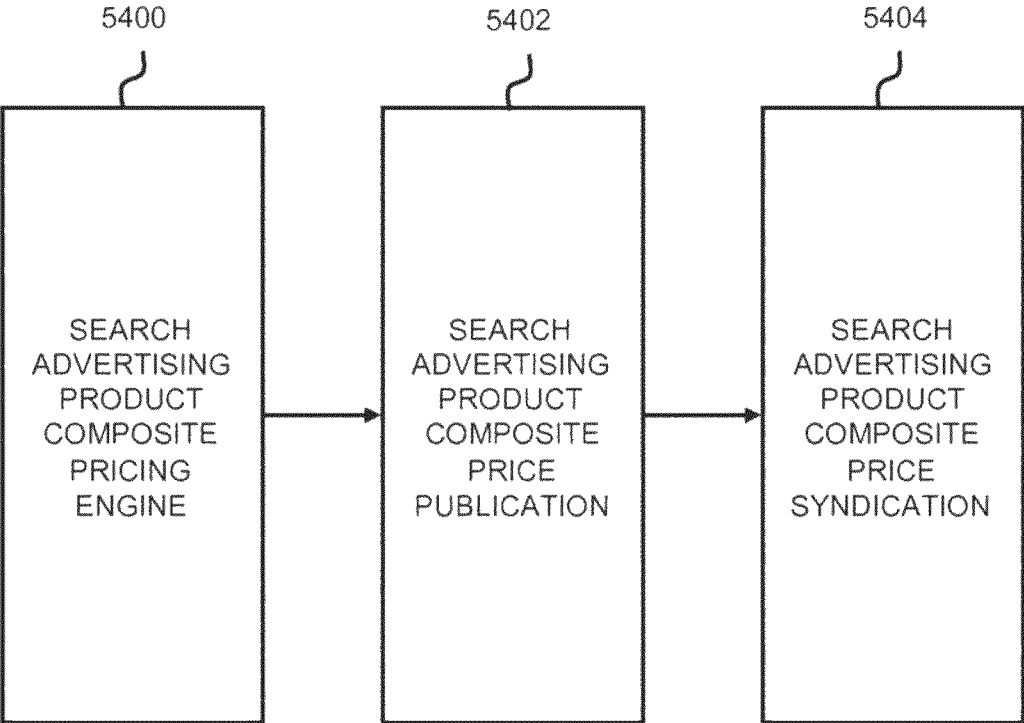 5400
5402
5404
SEARCH
ADVERTISING
PRODUCT
COMPOSITE
PRICING
ENGINE
SEARCH
ADVERTISING
PRODUCT
COMPOSITE
PRICE
PUBLICATION
SEARCH
ADVERTISING
PRODUCT
COMPOSITE
PRICE
SYNDICATION